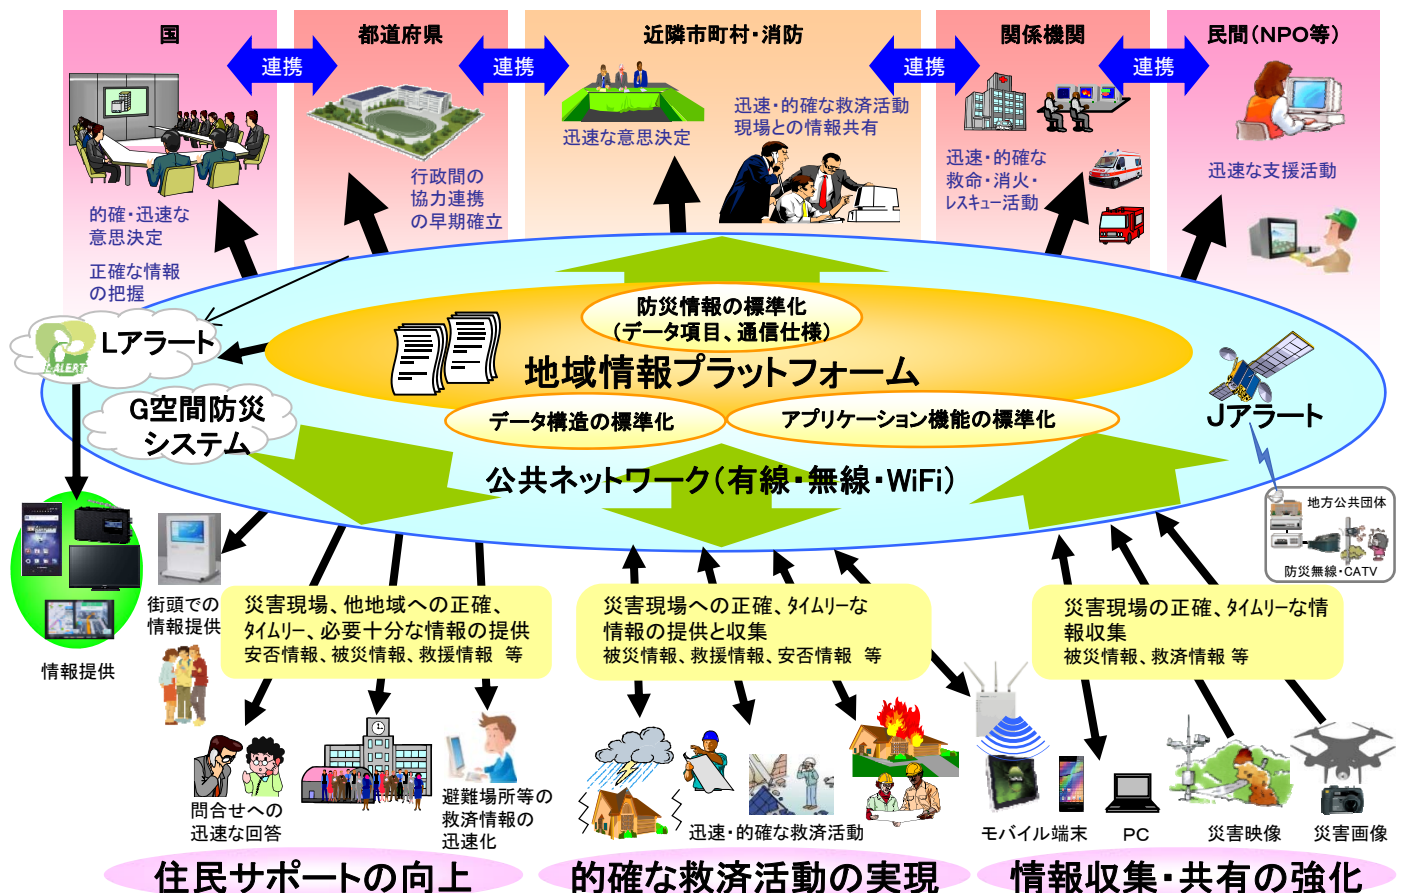 国
都道府県
近隣市町村・消防
関係機関
民間(NPO等)
連携
連携
連携
連携
迅速な意思決定
迅速・的確な救済活動
現場との情報共有
迅速・的確な
救命・消火・
レスキュー活動
迅速な支援活動
行政間の
協力連携
の早期確立
的確・迅速な
意思決定
正確な情報
の把握
防災情報の標準化
(データ項目、通信仕様)
Lアラート
L-ALERT
地域情報プラットフォーム
G空間防災
システム
データ構造の標準化
アプリケーション機能の標準化
Jアラート
公共ネットワーク(有線・無線・WiFi)
地方公共団体
防災無線・CATV
街頭での
情報提供
情報提供
災害現場、他地域への正確、
タイムリー、必要十分な情報の提供
安否情報、被災情報、救援情報 等
災害現場への正確、タイムリーな
情報の提供と収集
被災情報、救援情報、安否情報 等
災害現場の正確、タイムリーな情
報収集
被災情報、救済情報 等
問合せへの
迅速な回答
避難場所等の
救済情報の
迅速化
迅速・的確な救済活動
モバイル端末
PC
災害映像
災害画像
住民サポートの向上
的確な救済活動の実現
情報収集・共有の強化